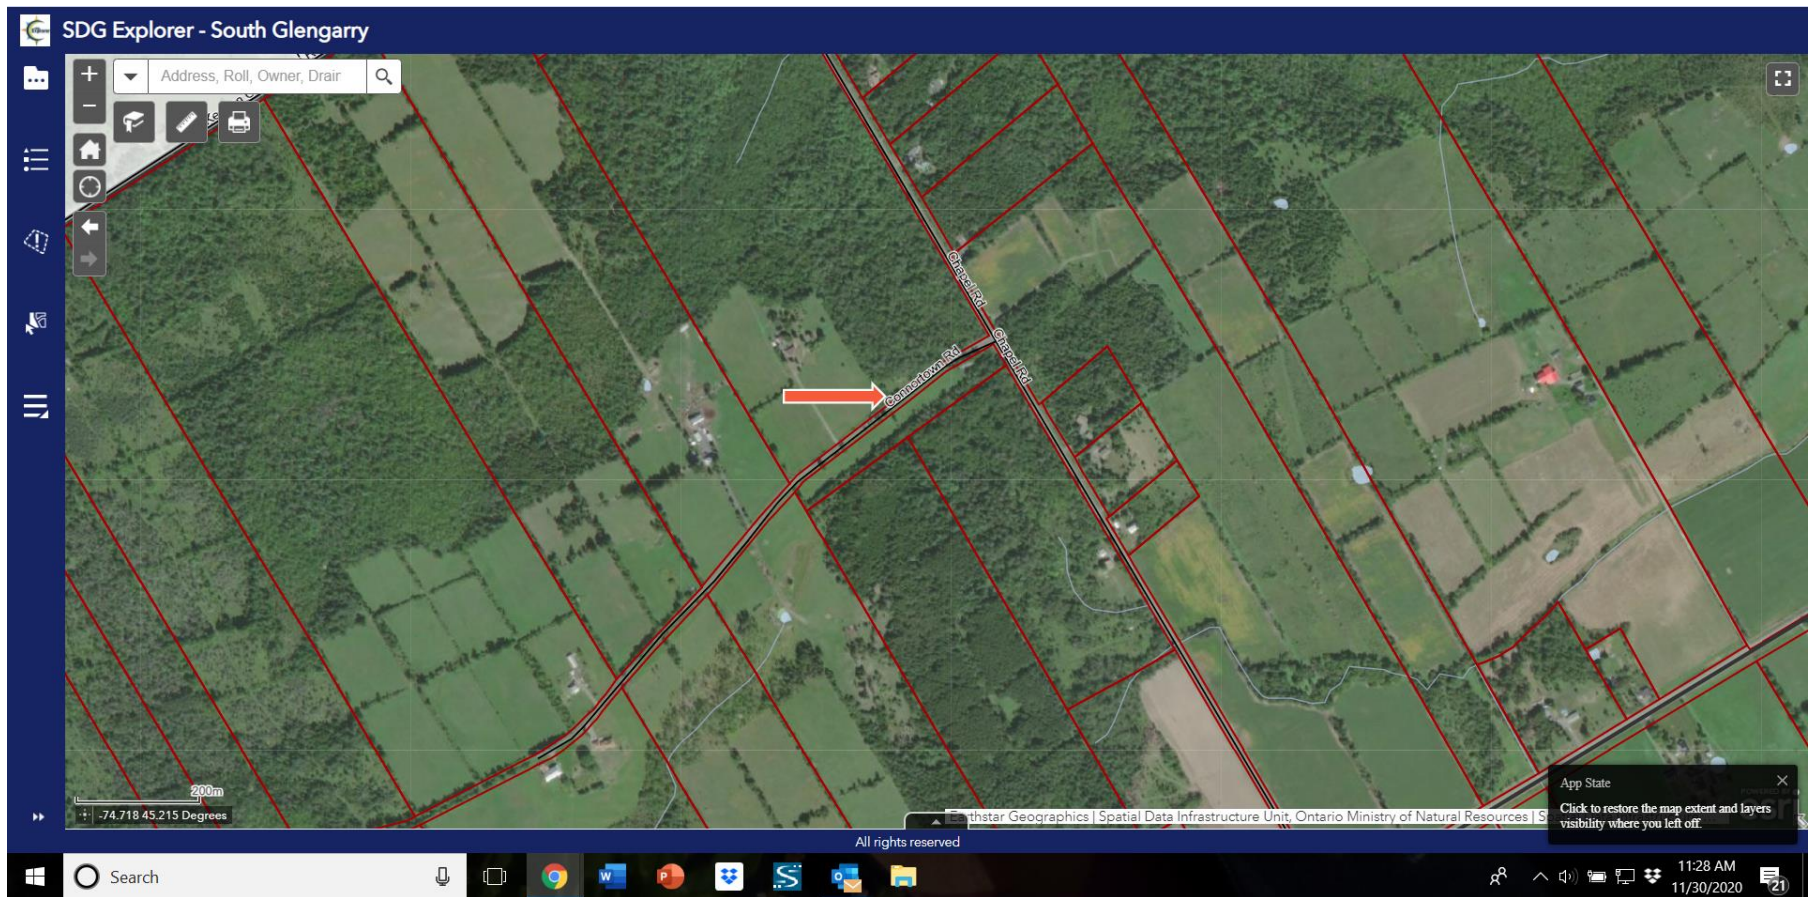 SDG Explorer - South Glengarry
Address, Roll, Owner, Drair
Chapel Rd
Chapel Rd
Connortown Rd
200m
-74.718 45.215 Degrees
App State
Click to restore the map extent and layers
visibility where you left off.
POWERED BY
esri
Earthstar Geographics | Spatial Data Infrastructure Unit, Ontario Ministry of Natural Resources |
All rights reserved
Search
11:28 AM
11/30/2020
21